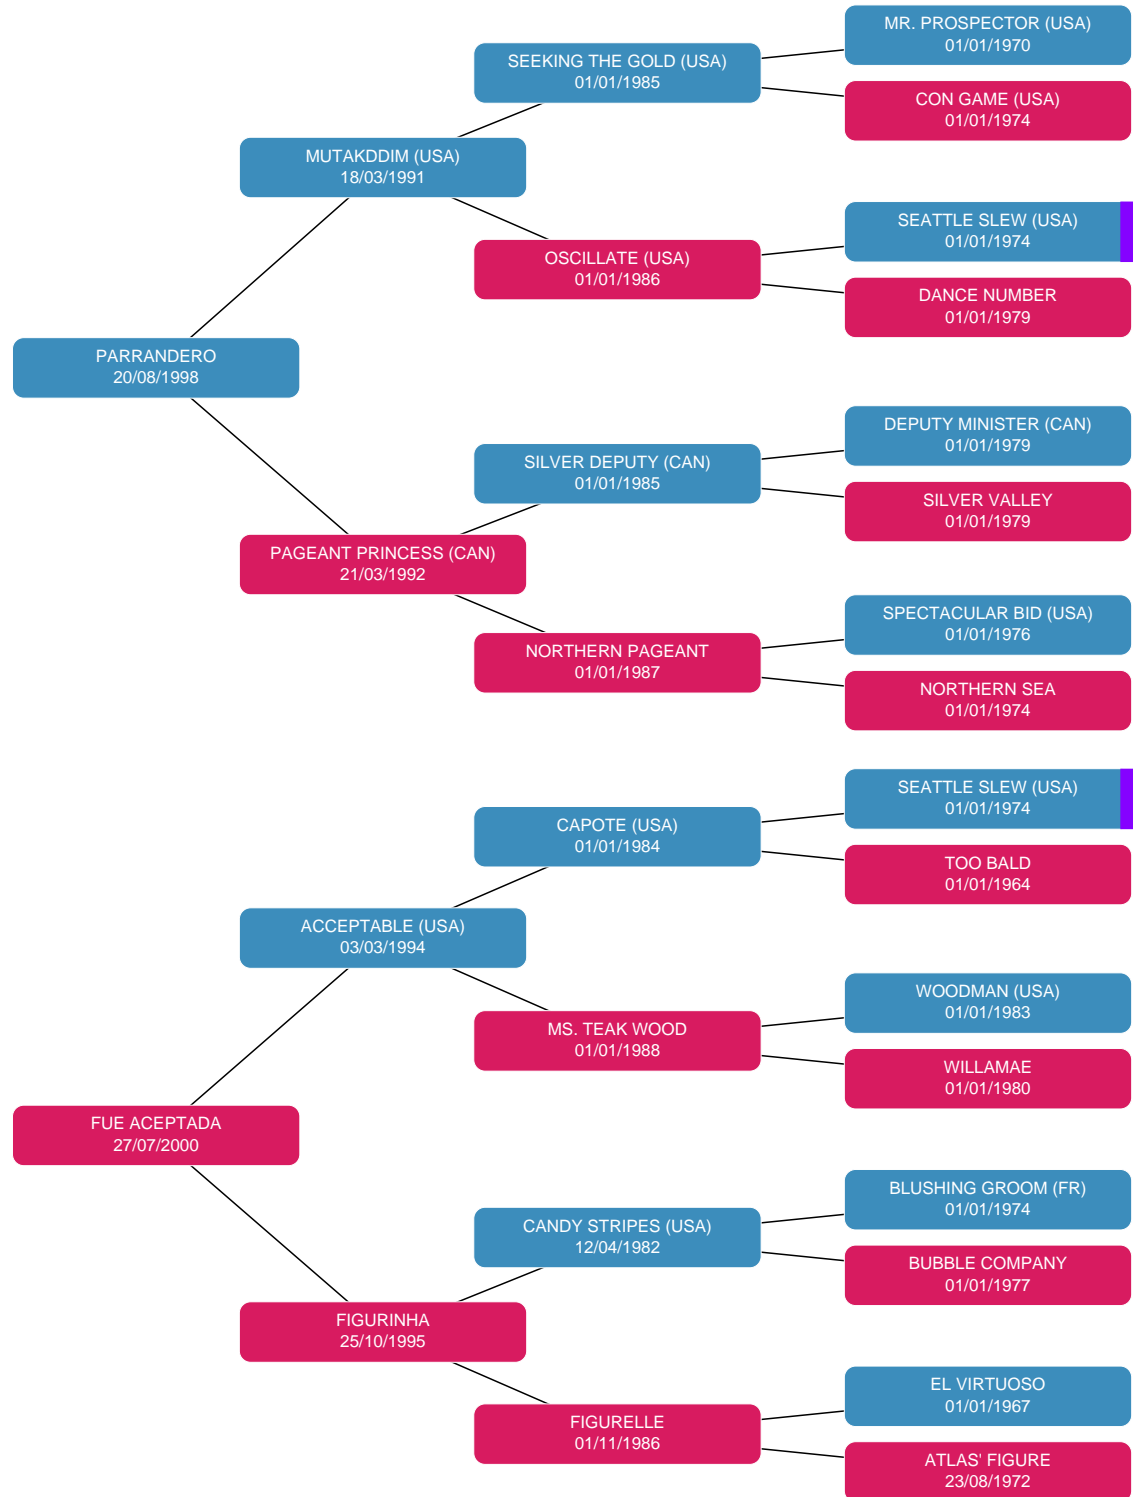 MR. PROSPECTOR (USA)
01/01/1970
SEEKING THE GOLD (USA)
01/01/1985
CON GAME (USA)
01/01/1974
MUTAKDDIM (USA)
18/03/1991
SEATTLE SLEW (USA)
01/01/1974
OSCILLATE (USA)
01/01/1986
DANCE NUMBER
01/01/1979
PARRANDERO
20/08/1998
DEPUTY MINISTER (CAN)
01/01/1979
SILVER DEPUTY (CAN)
01/01/1985
SILVER VALLEY
01/01/1979
PAGEANT PRINCESS (CAN)
21/03/1992
SPECTACULAR BID (USA)
01/01/1976
NORTHERN PAGEANT
01/01/1987
NORTHERN SEA
01/01/1974
SEATTLE SLEW (USA)
01/01/1974
CAPOTE (USA)
01/01/1984
TOO BALD
01/01/1964
ACCEPTABLE (USA)
03/03/1994
WOODMAN (USA)
01/01/1983
MS. TEAK WOOD
01/01/1988
WILLAMAE
01/01/1980
FUE ACEPTADA
27/07/2000
BLUSHING GROOM (FR)
01/01/1974
CANDY STRIPES (USA)
12/04/1982
BUBBLE COMPANY
01/01/1977
FIGURINHA
25/10/1995
EL VIRTUOSO
01/01/1967
FIGURELLE
01/11/1986
ATLAS' FIGURE
23/08/1972